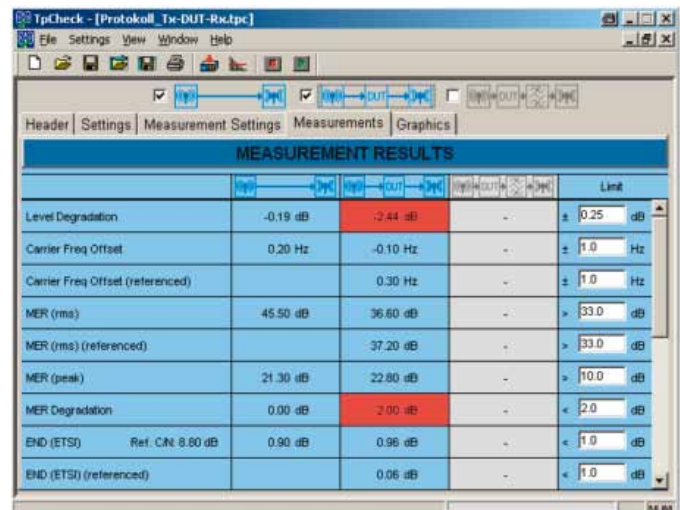 TpCheck - [Protokoll_Tx-DUT-Rx.tpc]
File Settings View Window Help
DUT DUT
Header Settings Measurement Settings Measurements Graphics
MEASUREMENT RESULTS
DUT DUT Limit
Level Degradation -0.19 dB -2.44 dB - ± 0.25 dB
Carrier Freq Offset 0.20 Hz -0.10 Hz - ± 1.0 Hz
Carrier Freq Offset (referenced) 0.30 Hz - ± 1.0 Hz
MER (rms) 45.50 dB 36.60 dB - > 33.0 dB
MER (rms) (referenced) 37.20 dB - > 33.0 dB
MER (peak) 21.30 dB 22.80 dB - > 10.0 dB
MER Degradation 0.00 dB 2.00 dB - < 2.0 dB
END (ETSI) Ref. C/N: 8.80 dB 0.90 dB 0.96 dB - < 1.0 dB
END (ETSI) (referenced) 0.06 dB - < 1.0 dB
NUM